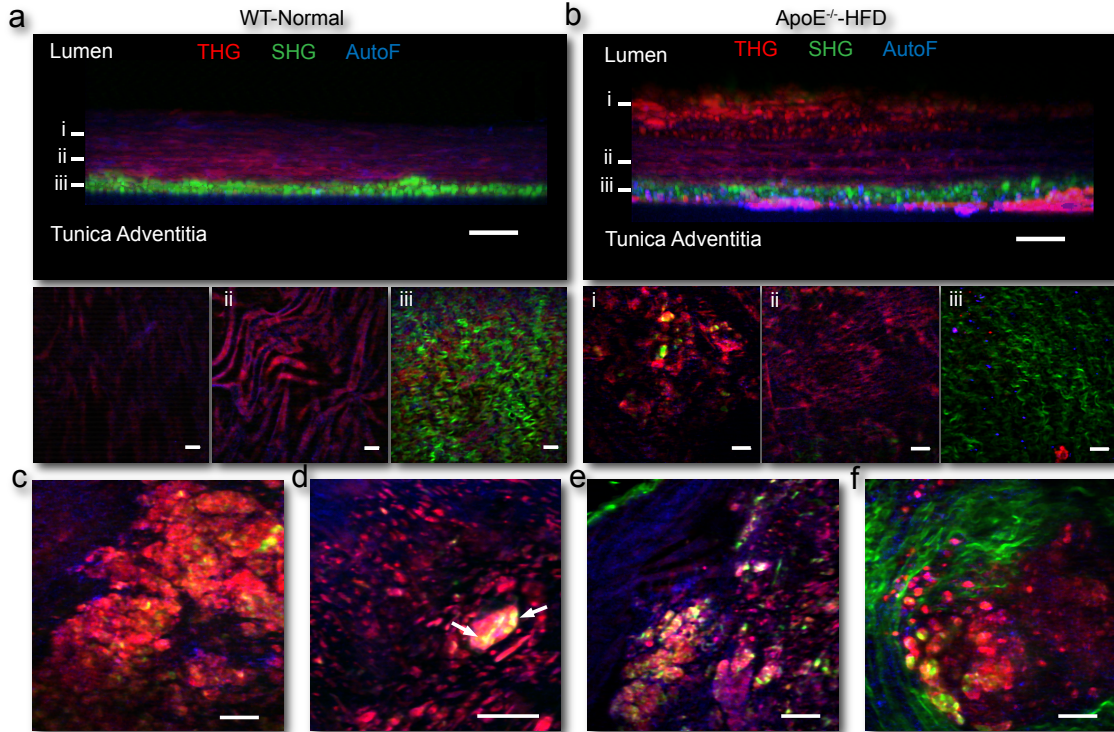 a
WT-Normal
Lumen THG SHG AutoF
i
ii
iii
Tunica Adventitia
ii
iii
b
ApoE-/--HFD
THG SHG AutoF
Lumen
i
ii
iii
Tunica Adventitia
i
ii
iii
c
d
e
f